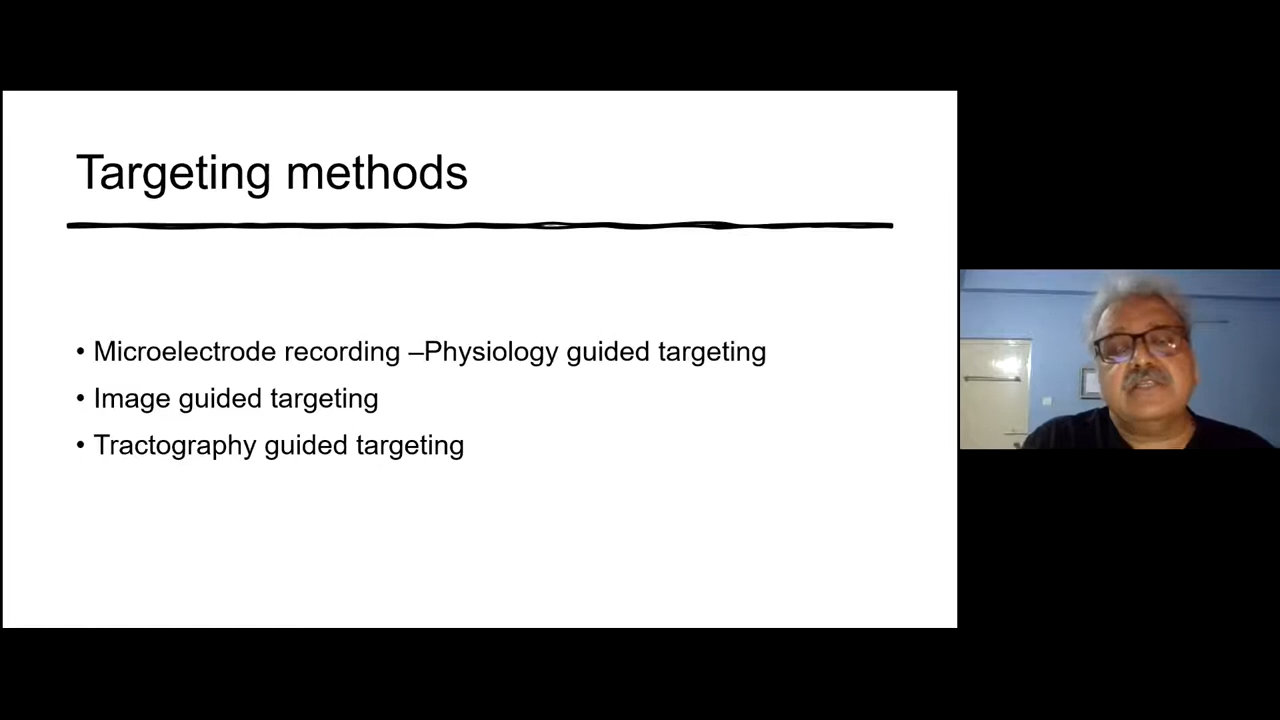 Targeting methods
• Microelectrode recording –Physiology guided targeting
• Image guided targeting
• Tractography guided targeting